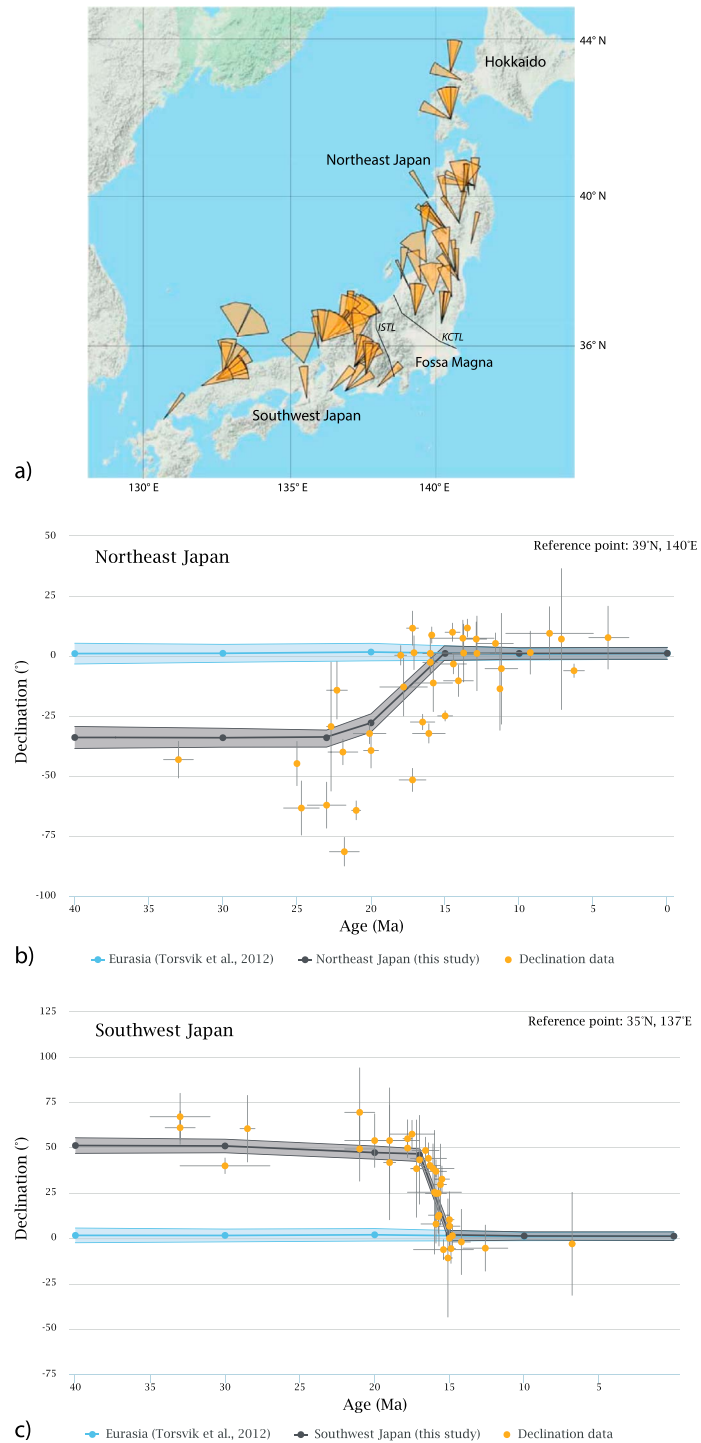 44° N
Hokkaido
Northeast Japan
40° N
ISTL
KCTL
36° N
Fossa Magna
Southwest Japan
a)
130° E
135° E
140° E
50
Northeast Japan
Reference point: 39°N, 140°E
25
0
-25
-50
-75
-100
Declination (°)
40
35
30
25
20
15
10
5
0
Age (Ma)
b)
Eurasia (Torsvik et al., 2012)
Northeast Japan (this study)
Declination data
125
Southwest Japan
Reference point: 35°N, 137°E
100
75
50
25
0
-25
-50
-75
Declination (°)
40
35
30
25
20
15
10
5
Age (Ma)
c)
Eurasia (Torsvik et al., 2012)
Southwest Japan (this study)
Declination data